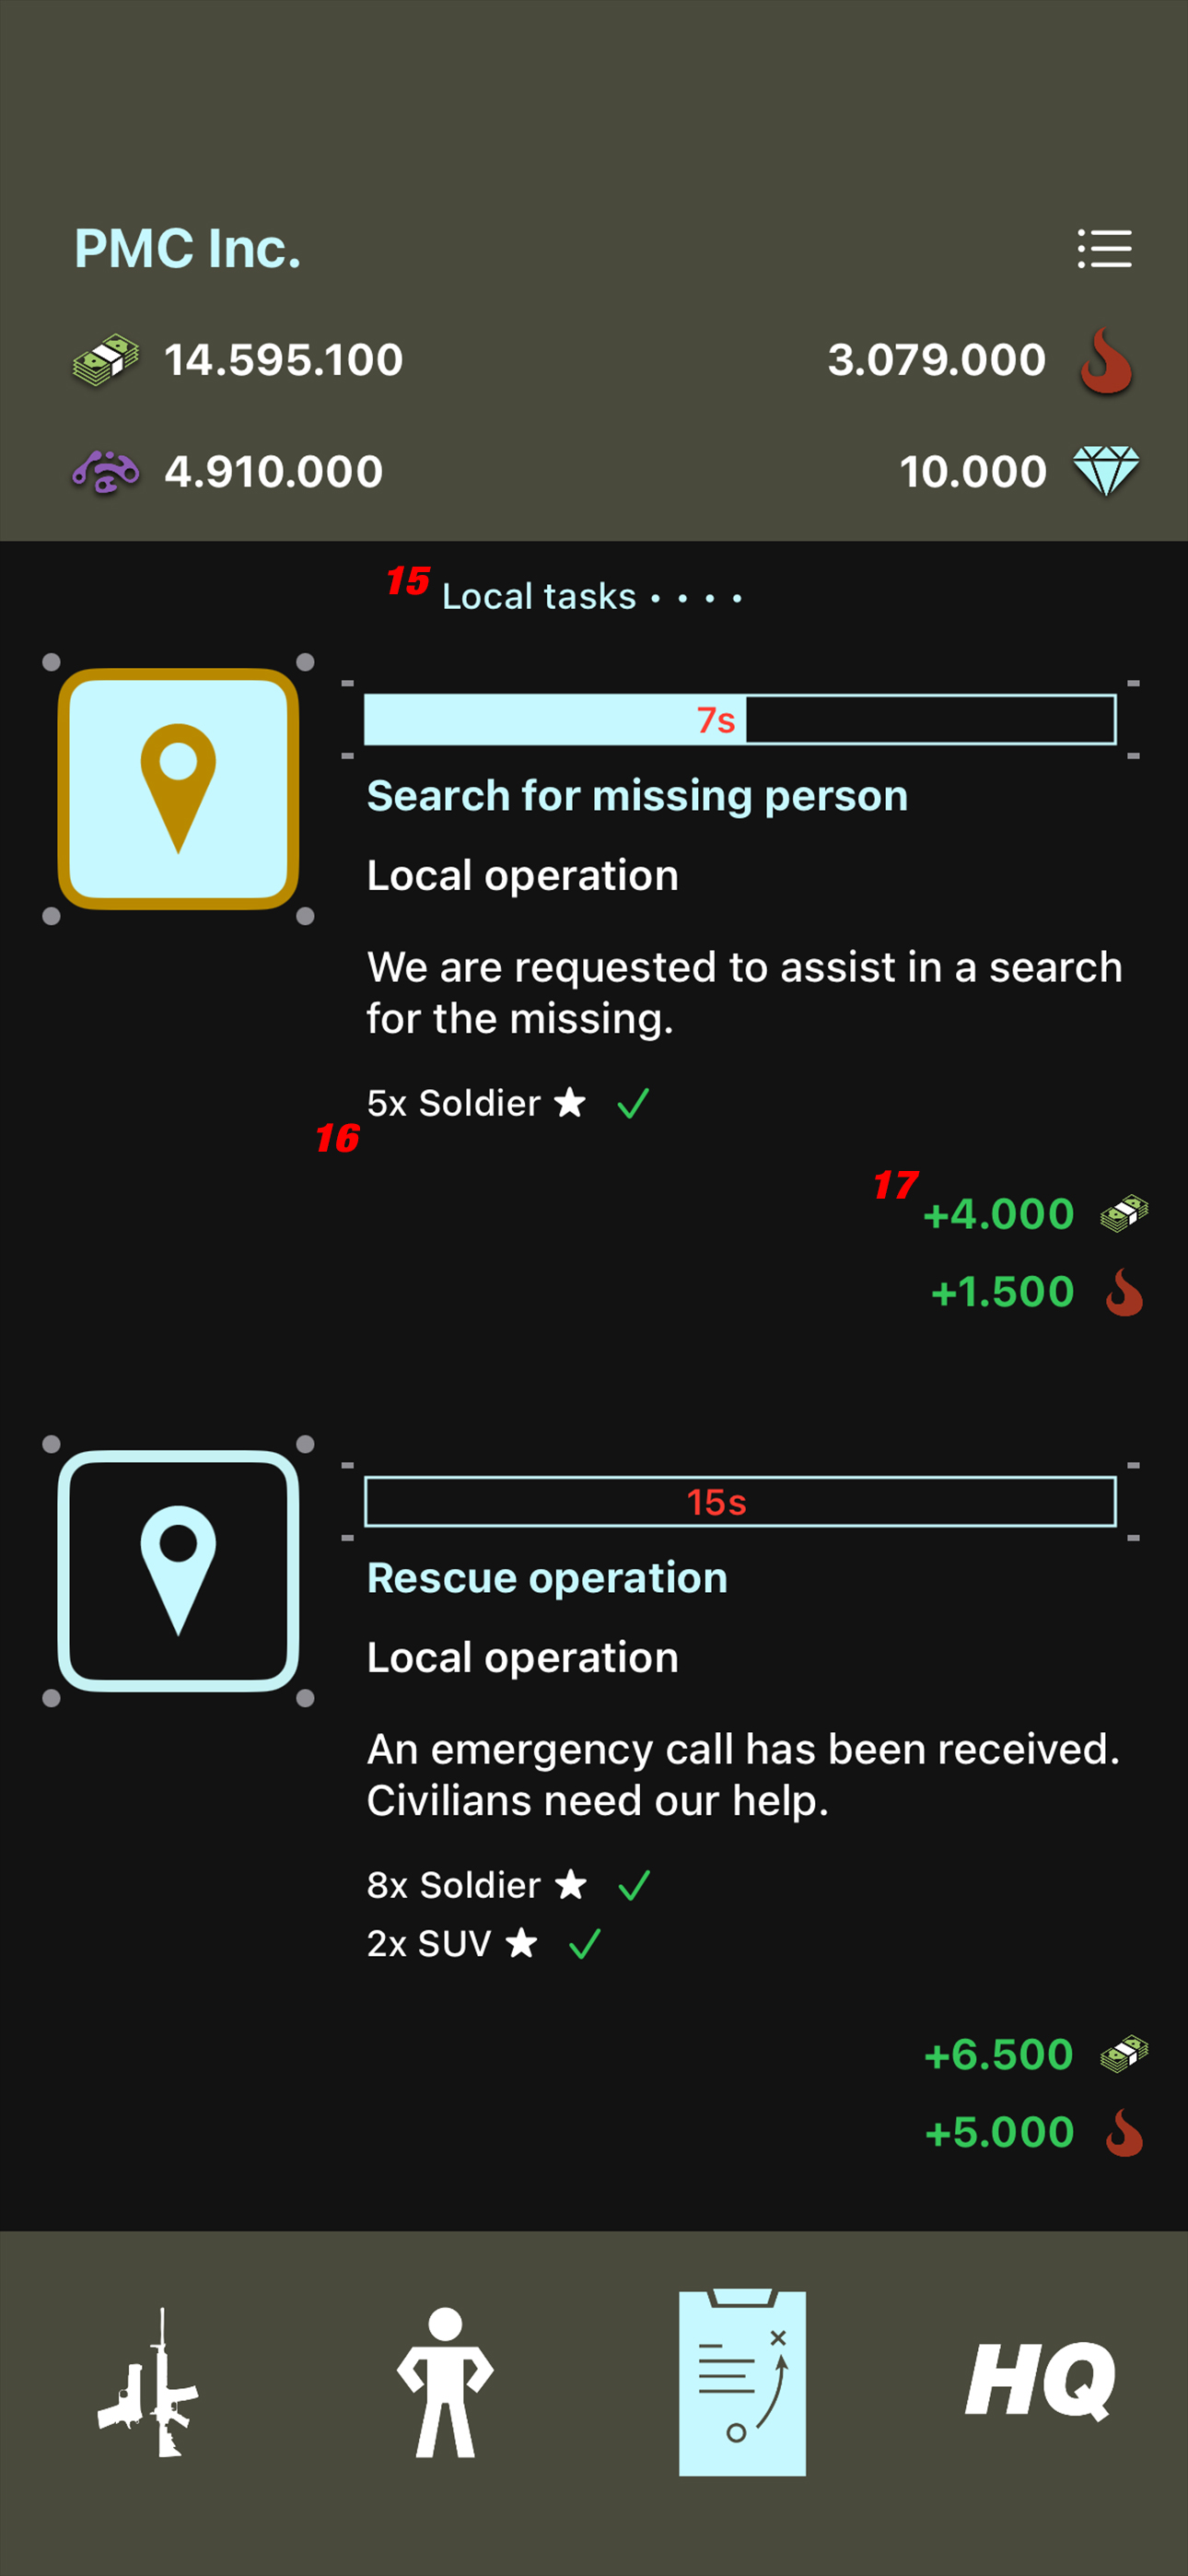 PMC Inc.
14.595.100
3.079.000
4.910.000
10.000
15
Local tasks • • • •
7s
Search for missing person
Local operation
We are requested to assist in a search
for the missing.
5x Soldier ★ ✓
16
17
+4.000
+1.500
15s
Rescue operation
Local operation
An emergency call has been received.
Civilians need our help.
8x Soldier ★ ✓
2x SUV ★ ✓
+6.500
+5.000
HQ